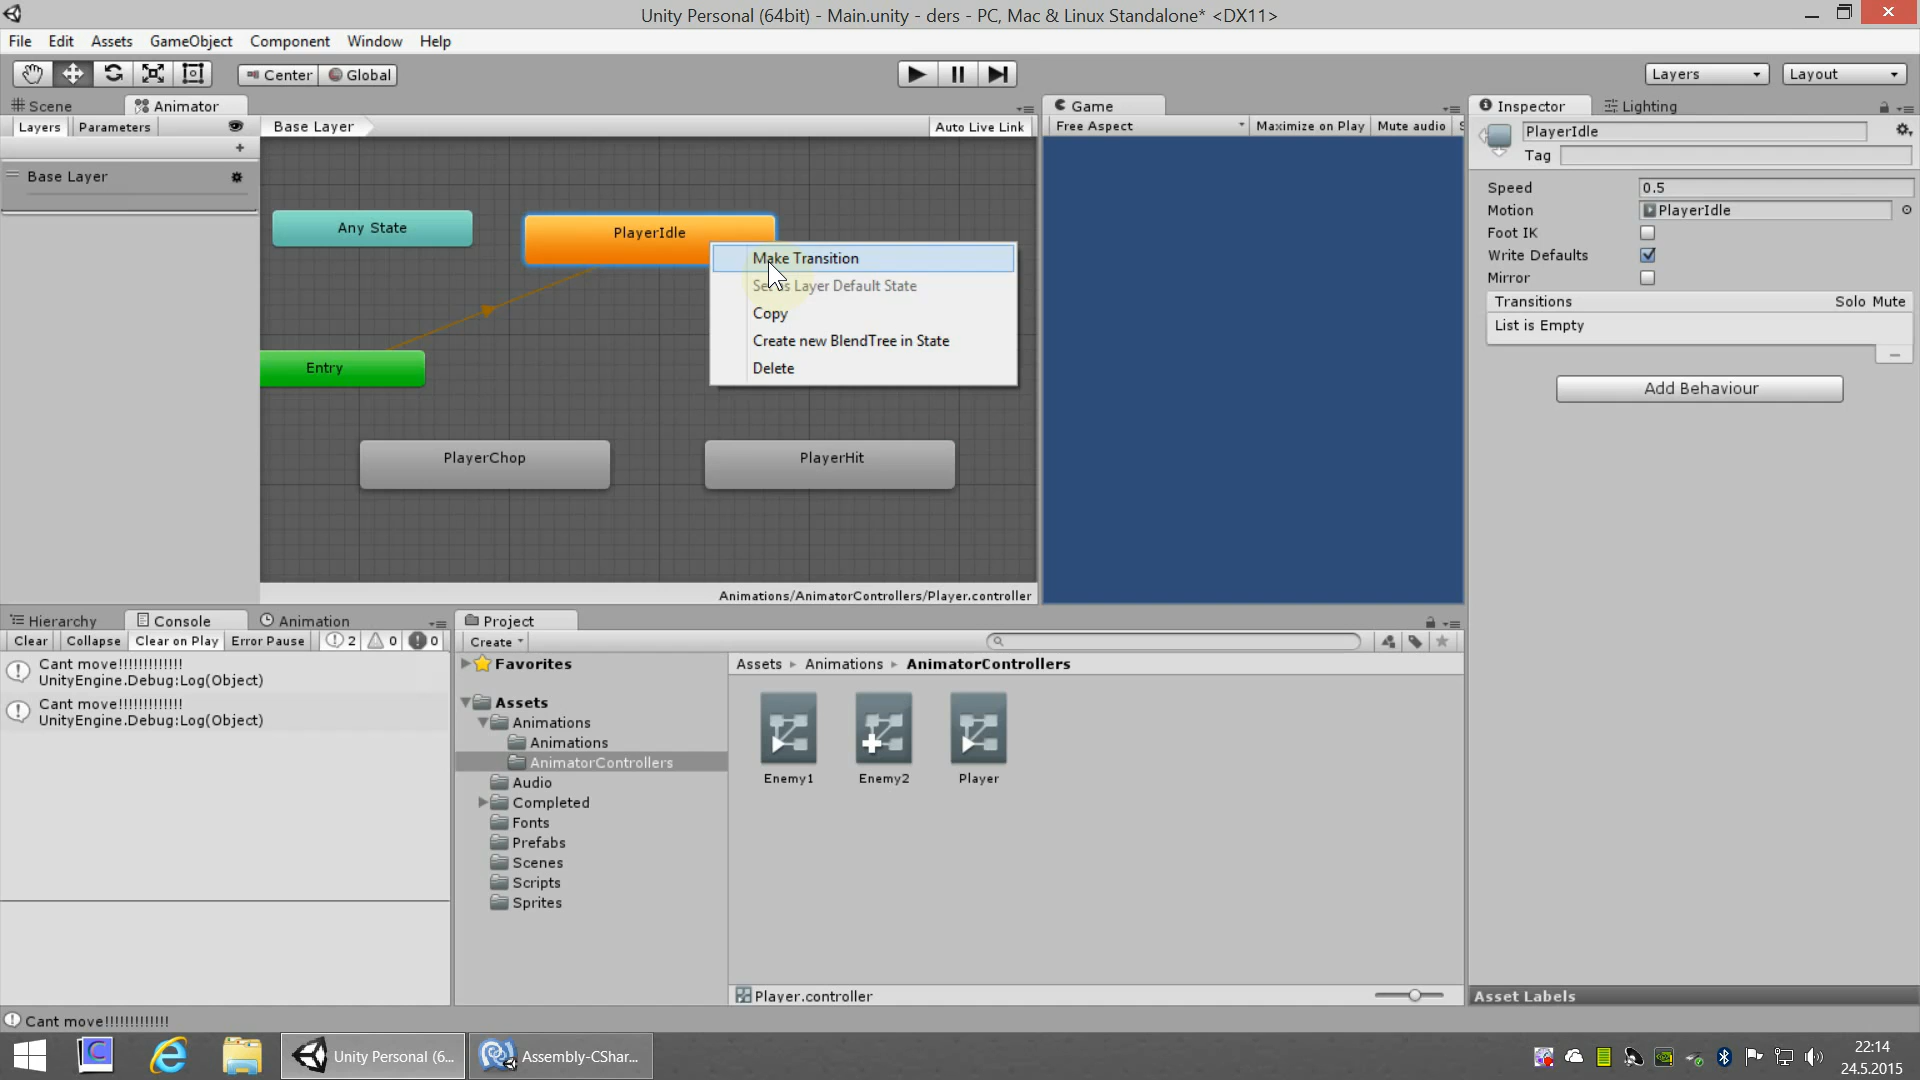 Unity Personal (64bit) - Main.unity - ders - PC, Mac & Linux Standalone* <DX11>
File Edit Assets GameObject Component Window Help
Center Global Layers Layout
Scene Animator
Layers Parameters
Base Layer
Auto Live Link
Base Layer
Any State
PlayerIdle
Entry
PlayerChop
PlayerHit
Make Transition
Layer Default State
Copy
Create new BlendTree in State
Delete
Animations/AnimatorControllers/Player.controller
Game
Free Aspect Maximize on Play Mute audio S
Inspector Lighting
PlayerIdle
Tag
Speed 0.5
Motion PlayerIdle
Foot IK
Write Defaults
Mirror
Transitions Solo Mute
List is Empty
Add Behaviour
Hierarchy Console Animation
Clear Collapse Clear on Play Error Pause 2 0 0
Cant move!!!!!!!!!!!!!
UnityEngine.Debug:Log(Object)
Cant move!!!!!!!!!!!!!
UnityEngine.Debug:Log(Object)
Project
Create
Favorites
Assets
Animations
Animations
AnimatorControllers
Audio
Completed
Fonts
Prefabs
Scenes
Scripts
Sprites
Assets Animations AnimatorControllers
Enemy1 Enemy2 Player
Player.controller
Asset Labels
Cant move!!!!!!!!!!!!!
Unity Personal (6... Assembly-CShar...
22:14
24.5.2015